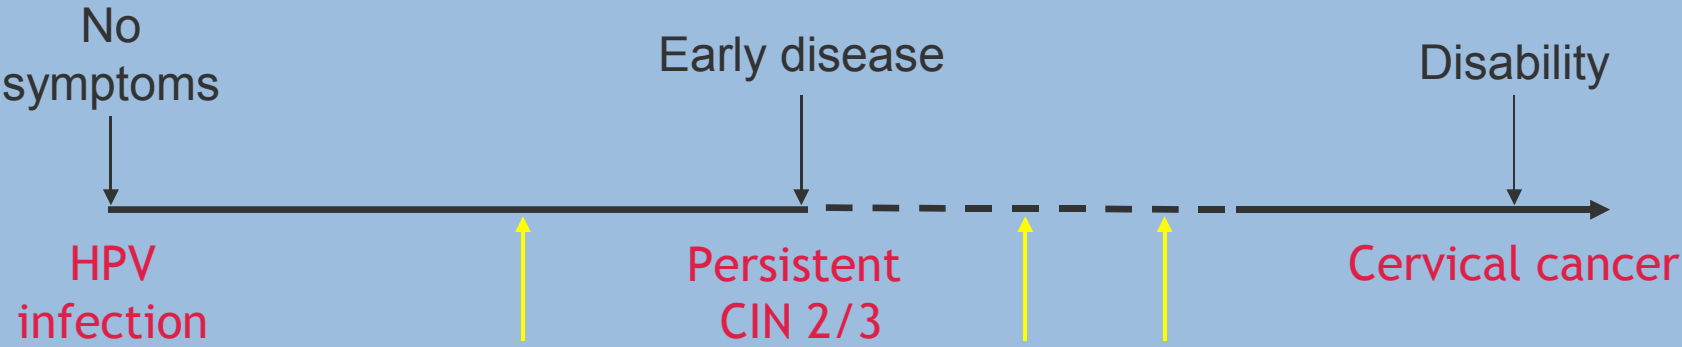 No
symptoms
Early disease
Disability
HPV
infection
Persistent
CIN 2/3
Cervical cancer